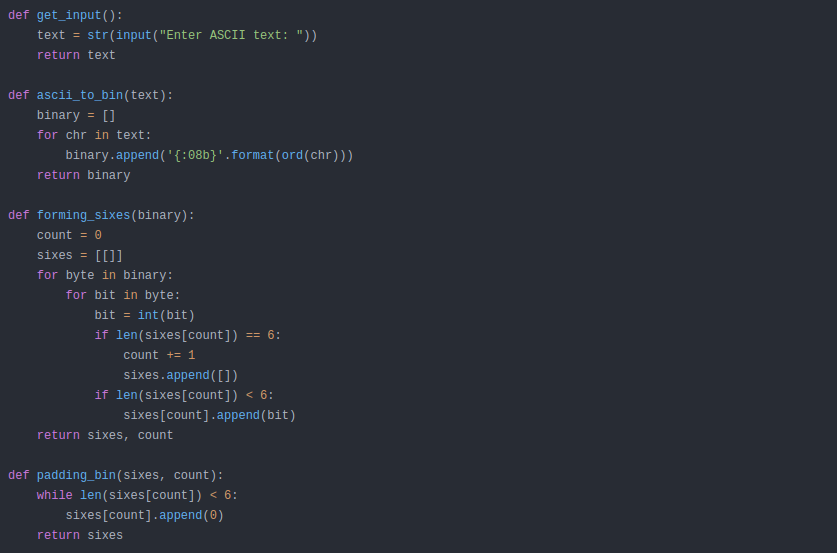 def get_input():
    text = str(input("Enter ASCII text: "))
    return text

def ascii_to_bin(text):
    binary = []
    for chr in text:
        binary.append('{:08b}'.format(ord(chr)))
    return binary

def forming_sixes(binary):
    count = 0
    sixes = [[]]
    for byte in binary:
        for bit in byte:
            bit = int(bit)
            if len(sixes[count]) == 6:
                count += 1
                sixes.append([])
            if len(sixes[count]) < 6:
                sixes[count].append(bit)
    return sixes, count

def padding_bin(sixes, count):
    while len(sixes[count]) < 6:
        sixes[count].append(0)
    return sixes